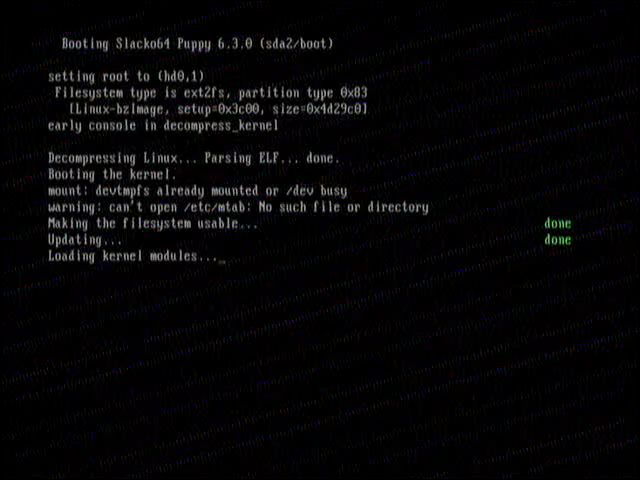 Booting Slacko64 Puppy 6.3.0 (sda2/boot)
setting root to (hd0,1)
Filesystem type is ext2fs, partition type 0x83
[Linux-bzImage, setup=0x3c00, size=0x4d29c0]
early console in decompress_kernel
Decompressing Linux... Parsing ELF... done.
Booting the kernel.
mount: devtmpfs already mounted or /dev busy
warning: can't open /etc/mtab: No such file or directory
Making the filesystem usable... done
Updating... done
Loading kernel modules..._